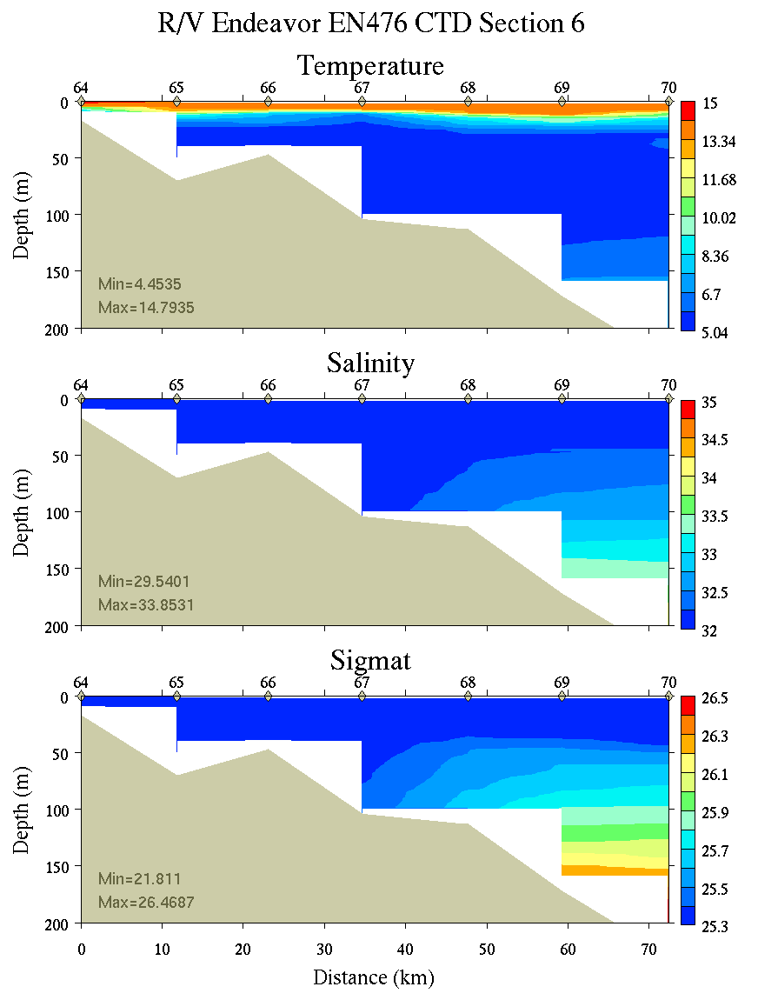 R/V Endeavor EN476 CTD Section 6
Temperature
64 65 66 67 68 69 70
0
50
100
150
200
Depth (m)
Min=4.4535
Max=14.7935
15
13.34
11.68
10.02
8.36
6.7
5.04
Salinity
64 65 66 67 68 69 70
0
50
100
150
200
Depth (m)
Min=29.5401
Max=33.8531
35
34.5
34
33.5
33
32.5
32
Sigmat
64 65 66 67 68 69 70
0
50
100
150
200
Depth (m)
Min=21.811
Max=26.4687
26.5
26.3
26.1
25.9
25.7
25.5
25.3
0 10 20 30 40 50 60 70
Distance (km)